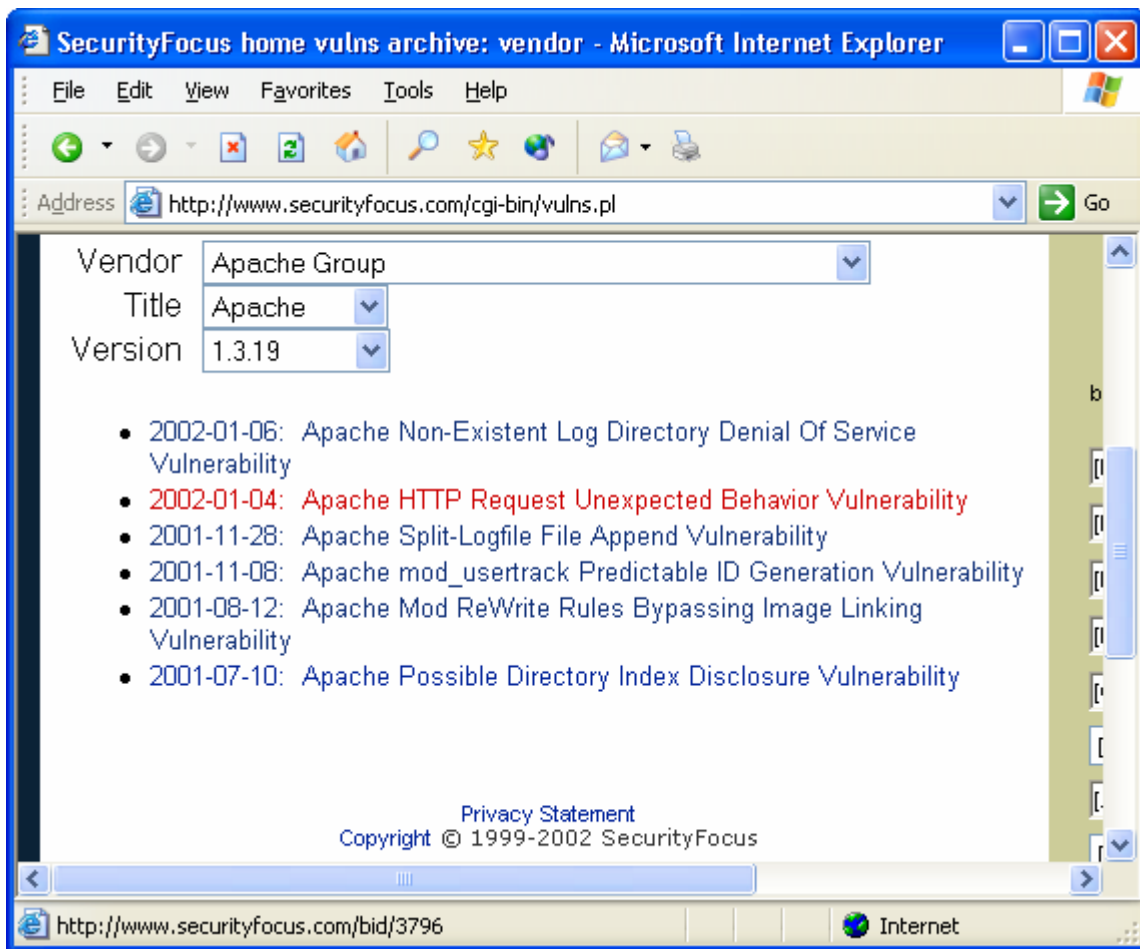 SecurityFocus home vulns archive: vendor - Microsoft Internet Explorer
File Edit View Favorites Tools Help
Address http://www.securityfocus.com/cgi-bin/vulns.pl Go
Vendor Apache Group
Title Apache
Version 1.3.19
b
• 2002-01-06: Apache Non-Existent Log Directory Denial Of Service
Vulnerability
• 2002-01-04: Apache HTTP Request Unexpected Behavior Vulnerability
• 2001-11-28: Apache Split-Logfile File Append Vulnerability
• 2001-11-08: Apache mod_usertrack Predictable ID Generation Vulnerability
• 2001-08-12: Apache Mod ReWrite Rules Bypassing Image Linking
Vulnerability
• 2001-07-10: Apache Possible Directory Index Disclosure Vulnerability
Privacy Statement
Copyright © 1999-2002 SecurityFocus
http://www.securityfocus.com/bid/3796 Internet